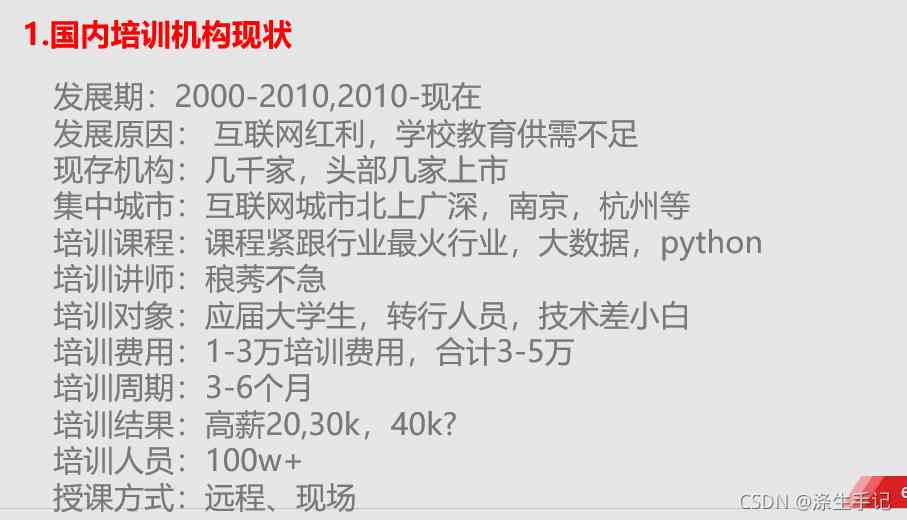 1.国内培训机构现状
发展期：2000-2010,2010-现在
发展原因： 互联网红利，学校教育供需不足
现存机构：几千家，头部几家上市
集中城市：互联网城市北上广深，南京，杭州等
培训课程：课程紧跟行业最火行业，大数据，python
培训讲师：稂莠不急
培训对象：应届大学生，转行人员，技术差小白
培训费用：1-3万培训费用，合计3-5万
培训周期：3-6个月
培训结果：高薪20,30k，40k?
培训人员：100w+
授课方式：远程、现场
CSDN @涤生手记